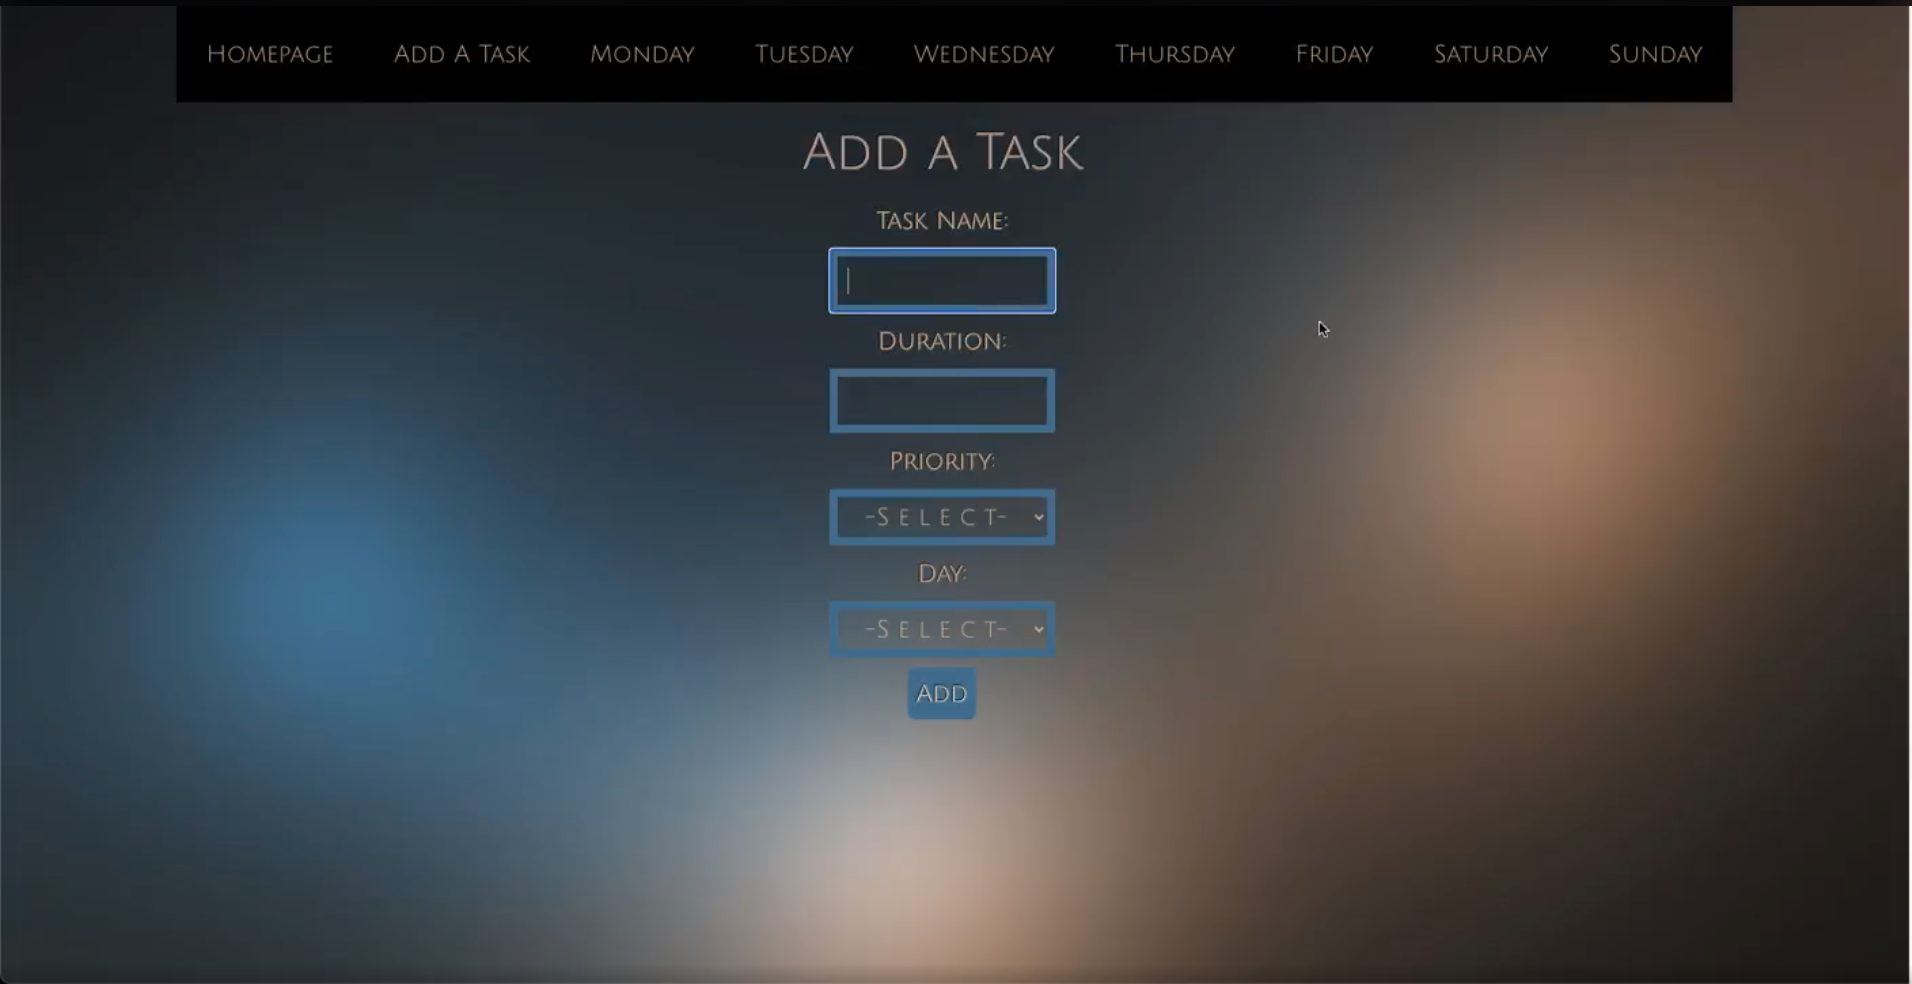 Homepage Add A Task Monday Tuesday Wednesday Thursday Friday Saturday Sunday
Add a Task
Task Name:
Duration:
Priority:
-Select-
Day:
-Select-
Add